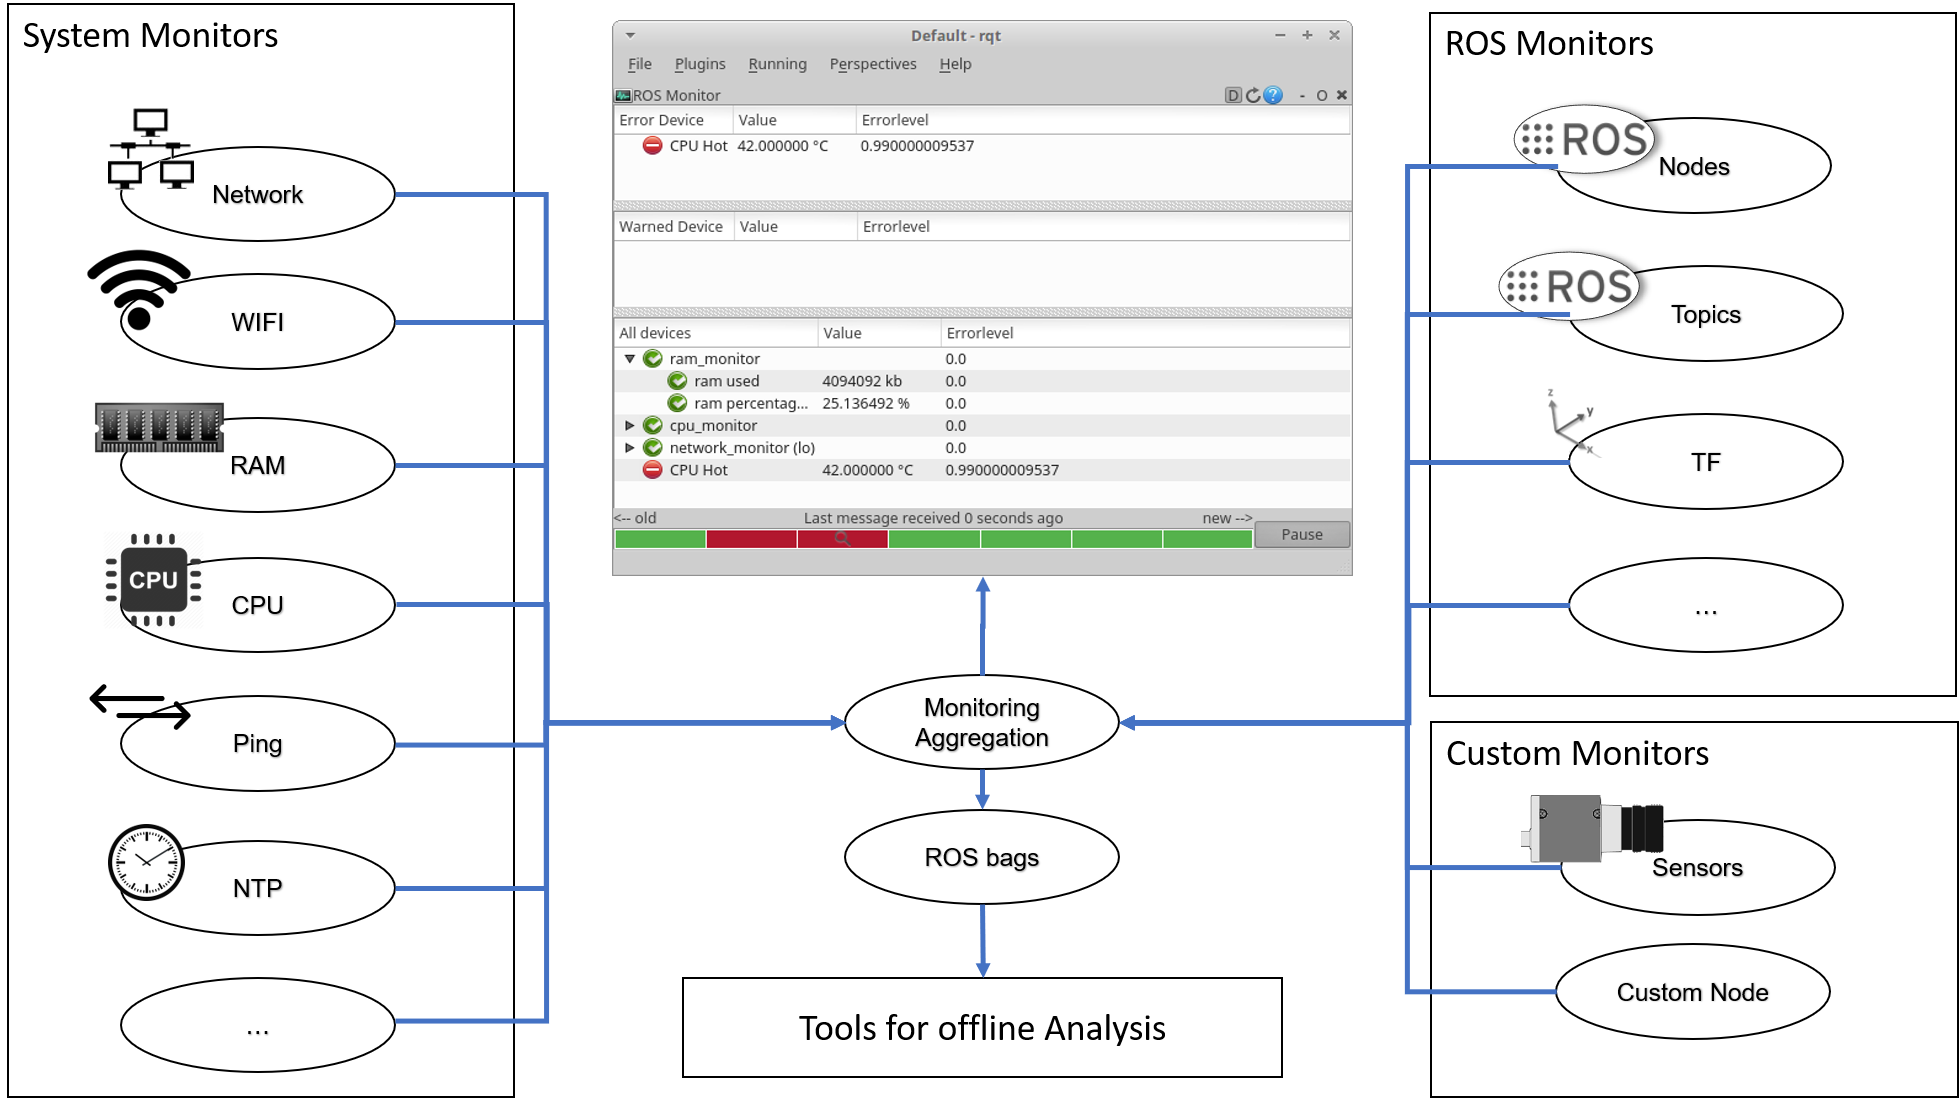 System Monitors
Network
WIFI
RAM
CPU
CPU
Ping
NTP
...
Default - rqt
File Plugins Running Perspectives Help
ROS Monitor
D ? - O ✖
Error Device Value Errorlevel
CPU Hot 42.000000 °C 0.990000009537
Warned Device Value Errorlevel
All devices Value Errorlevel
ram_monitor 0.0
ram used 4094092 kb 0.0
ram percentag... 25.136492 % 0.0
cpu_monitor 0.0
network_monitor (lo) 0.0
CPU Hot 42.000000 °C 0.990000009537
<-- old Last message received 0 seconds ago new -->
Pause
Monitoring
Aggregation
ROS bags
Tools for offline Analysis
ROS Monitors
ROS
Nodes
ROS
Topics
z
y
x
TF
...
Custom Monitors
Sensors
Custom Node